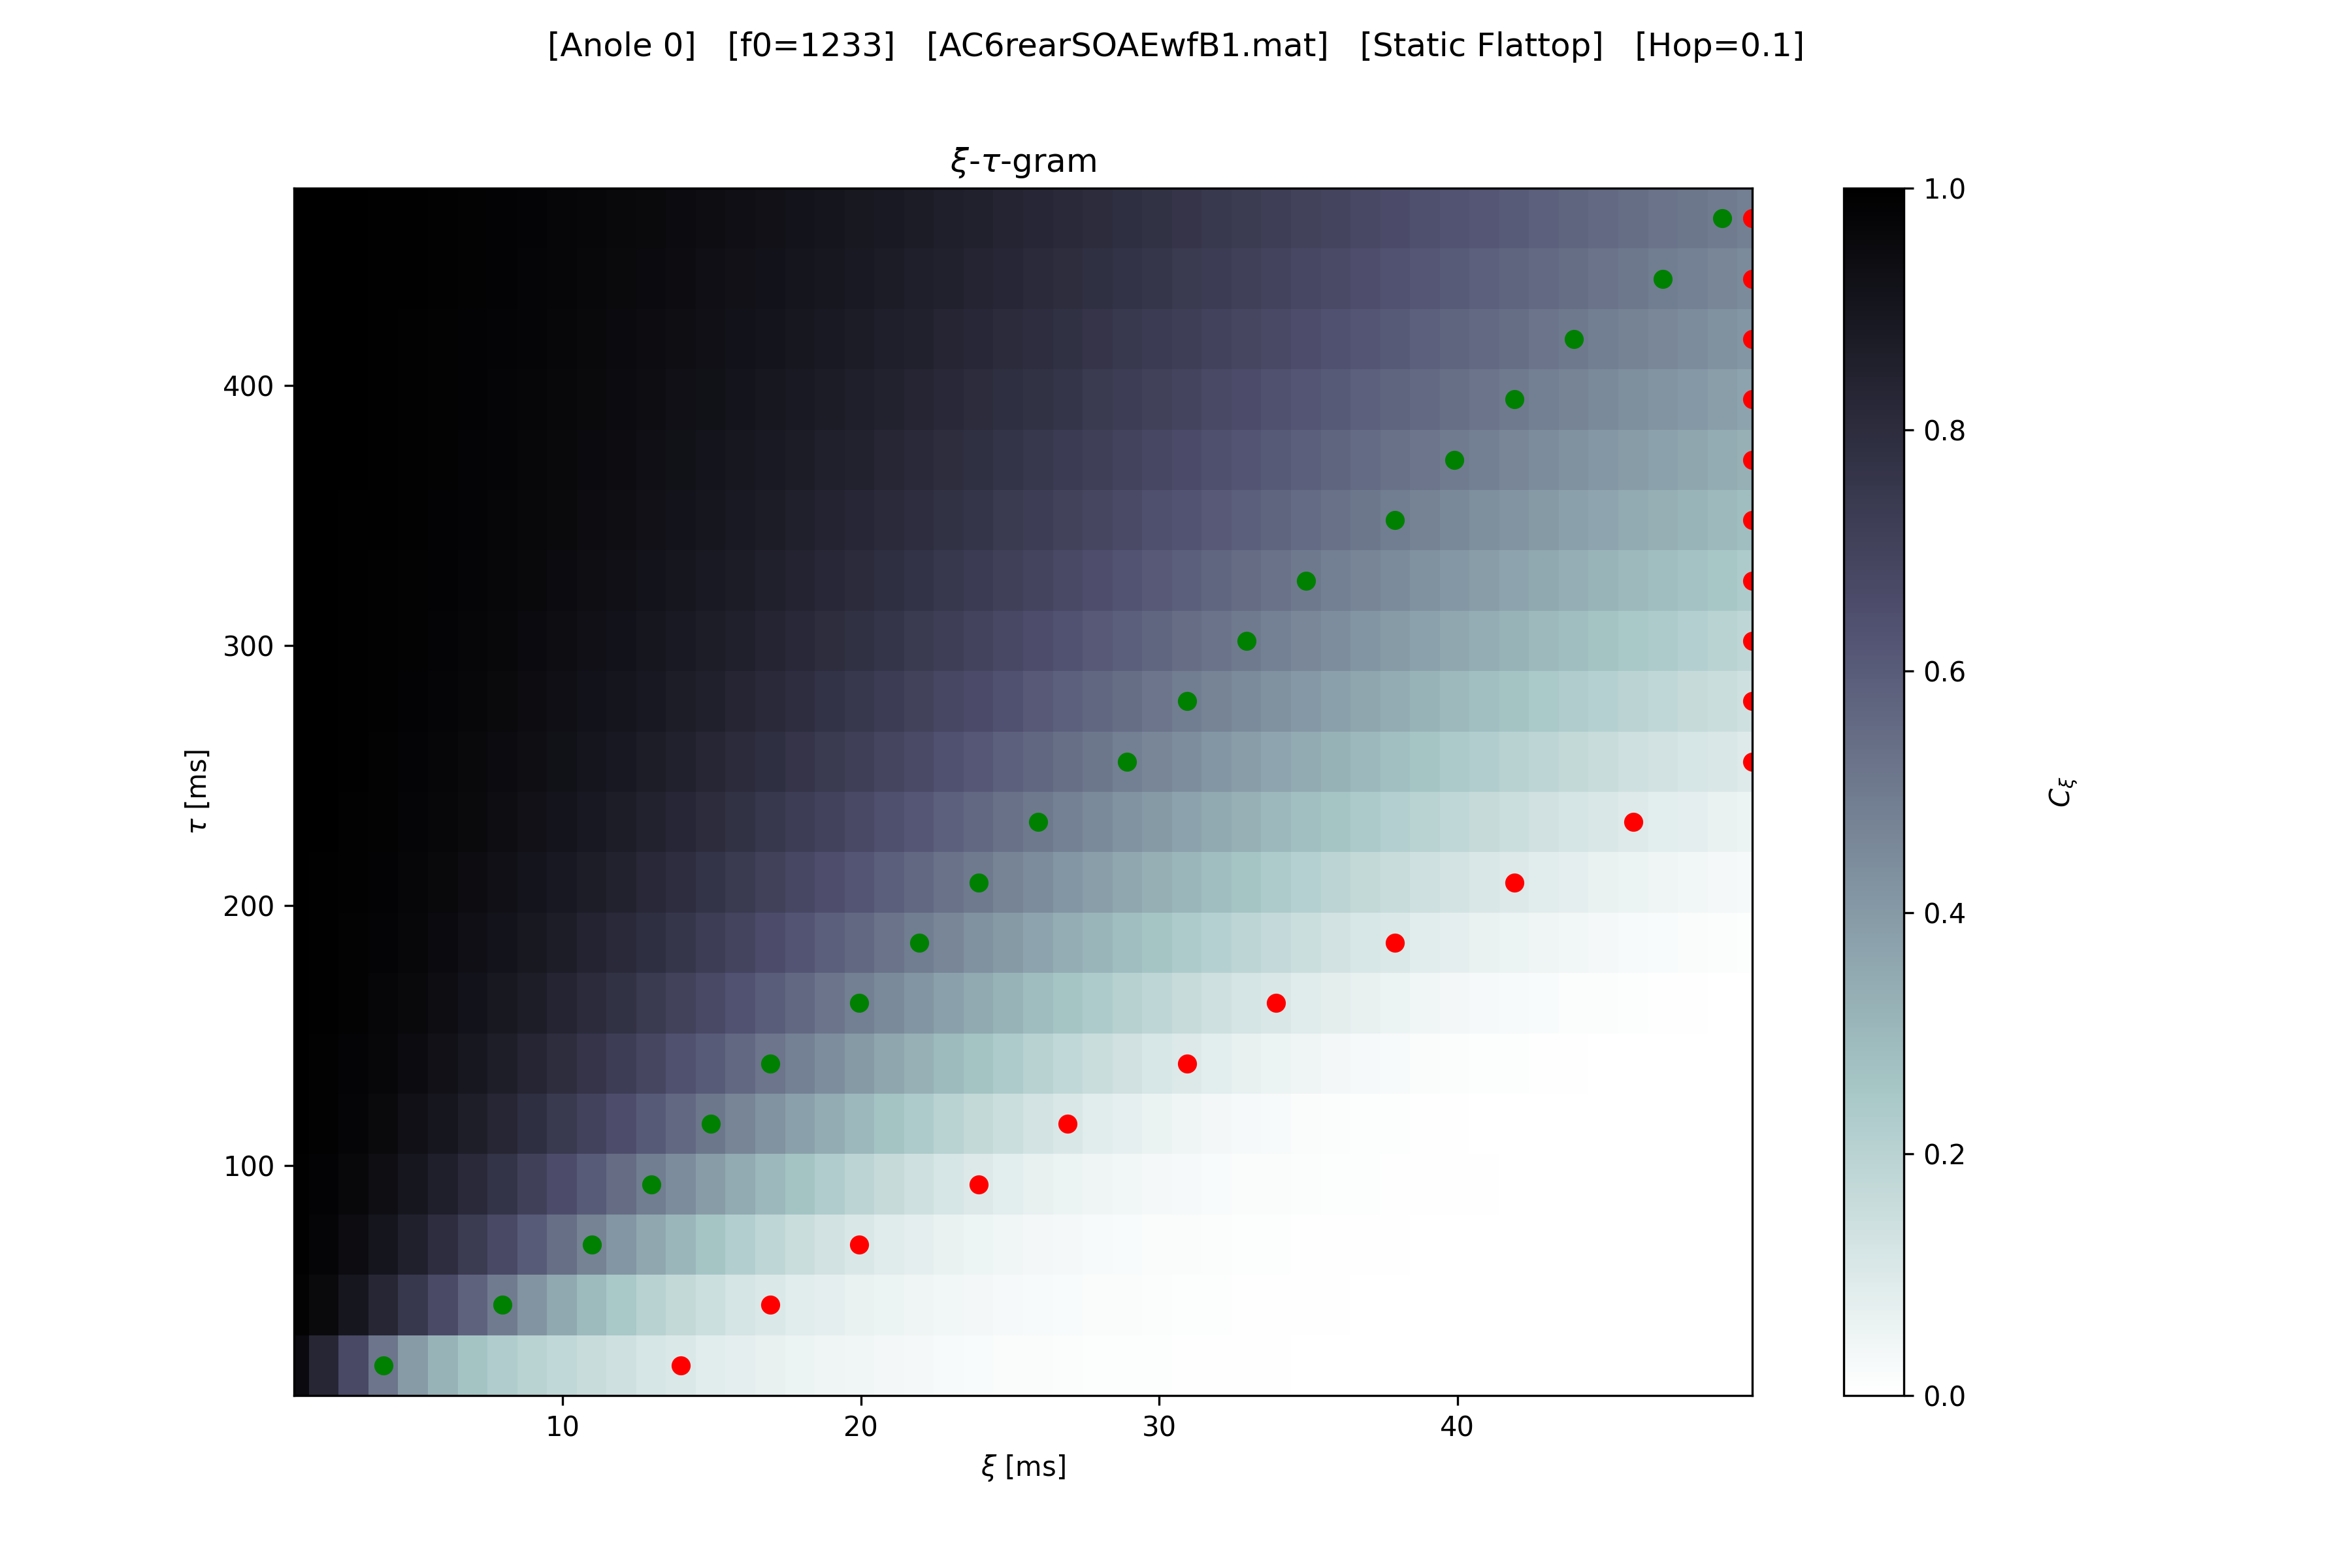 [Anole 0]   [f0=1233]   [AC6rearSOAEwfB1.mat]   [Static Flattop]   [Hop=0.1]
ξ-τ-gram
1.0
0.8
0.6
0.4
0.2
0.0
C_ξ
400
300
200
100
τ [ms]
10 20 30 40
ξ [ms]